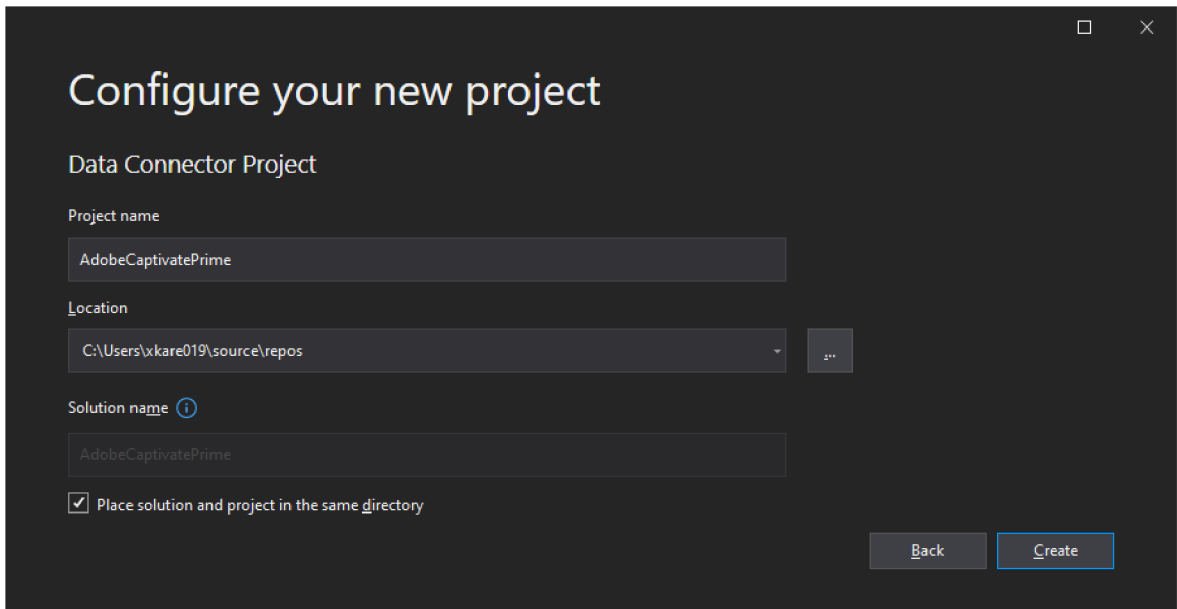 Configure your new project
Data Connector Project
Project name
AdobeCaptivatePrime
Location
C:\Users\xkare019\source\repos
...
Solution name
AdobeCaptivatePrime
Place solution and project in the same directory
Back
Create